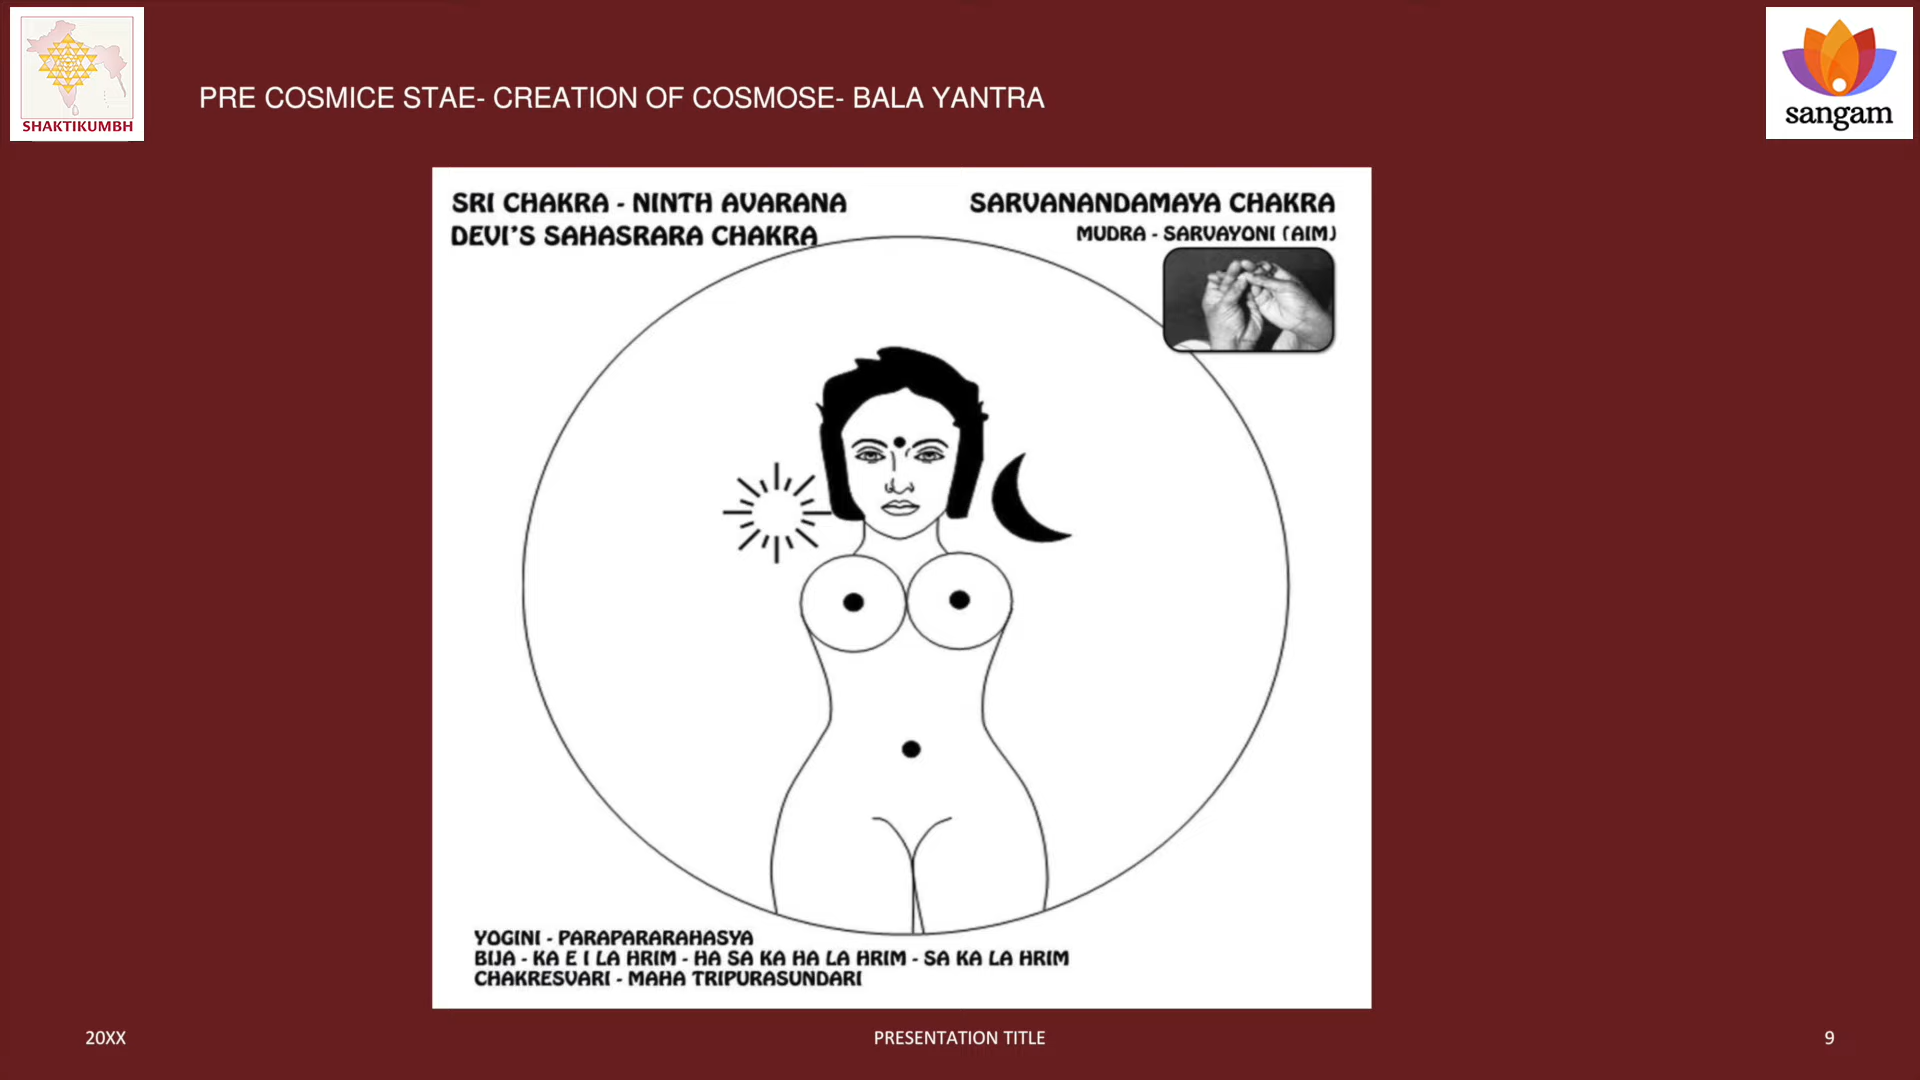 SHAKTIKUMBH
PRE COSMICE STAE- CREATION OF COSMOSE- BALA YANTRA
sangam
SRI CHAKRA - NINTH AVARANA
DEVI'S SAHASRARA CHAKRA
SARVANANDAMAYA CHAKRA
MUDRA - SARVAYONI (AIM)
YOGINI - PARAPARARAHASYA
BIJA - KA E I LA HRIM - HA SA KA HA LA HRIM - SA KA LA HRIM
CHAKRESVARI - MAHA TRIPURASUNDARI
20XX
PRESENTATION TITLE
9